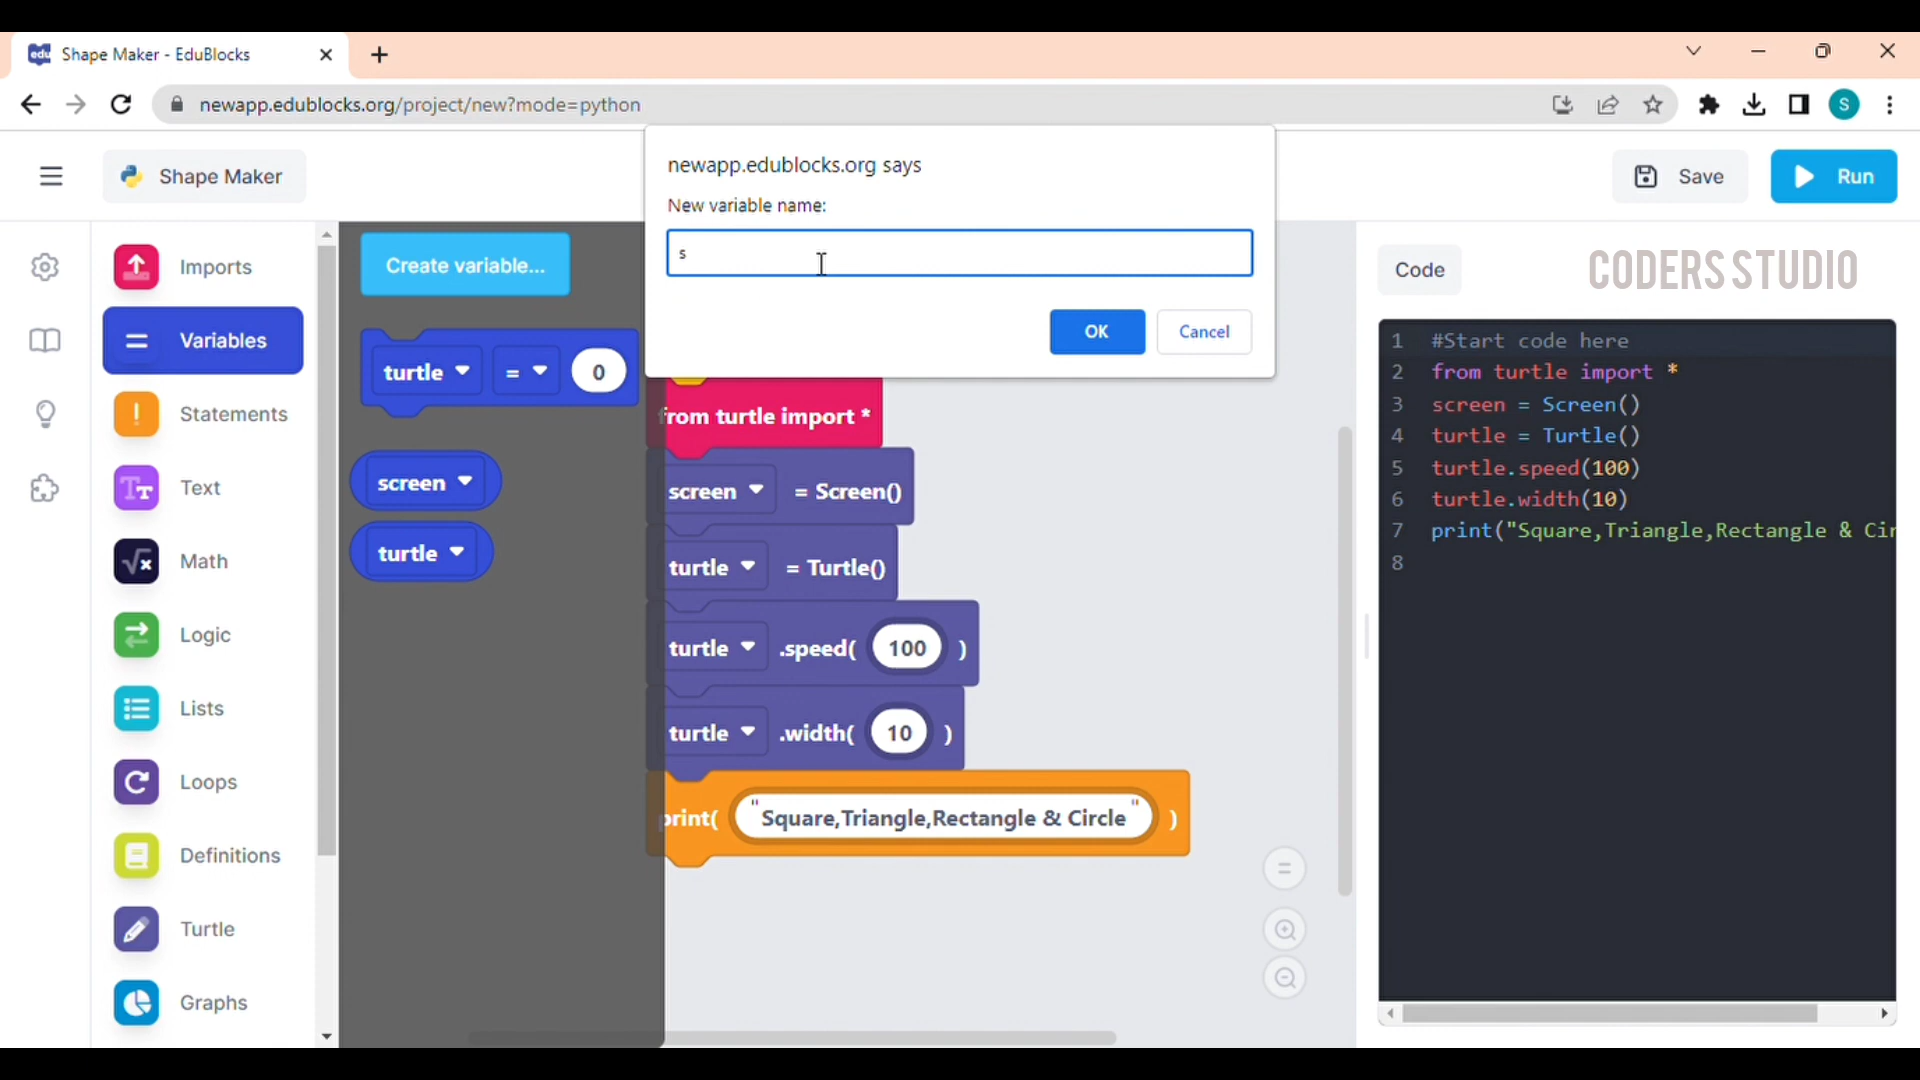 edu Shape Maker - EduBlocks
newapp.edublocks.org/project/new?mode=python
S
newapp.edublocks.org says
New variable name:
s
OK
Cancel
Shape Maker
Save
Run
Imports
Variables
Statements
Text
Math
Logic
Lists
Loops
Definitions
Turtle
Graphs
Create variable...
turtle = 0
screen
turtle
from turtle import *
screen = Screen()
turtle = Turtle()
turtle .speed( 100 )
turtle .width( 10 )
print( "Square,Triangle,Rectangle & Circle" )
Code
CODERS STUDIO
1 #Start code here
2 from turtle import *
3 screen = Screen()
4 turtle = Turtle()
5 turtle.speed(100)
6 turtle.width(10)
7 print("Square,Triangle,Rectangle & Cir
8